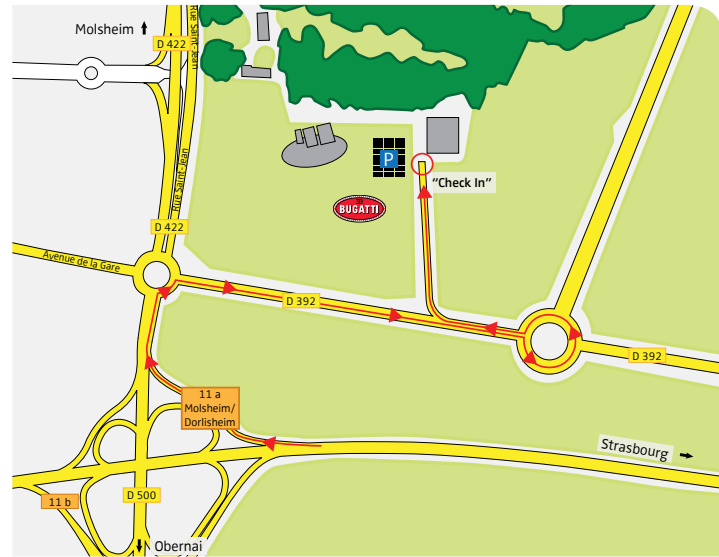 Molsheim
D 422
Rue Saint-Jean
Rue Saint-Jean
P
"Check In"
BUGATTI
D 422
Avenue de la Gare
D 392
D 392
11 a
Molsheim/
Dorlisheim
Strasbourg
11 b
D 500
Obernai